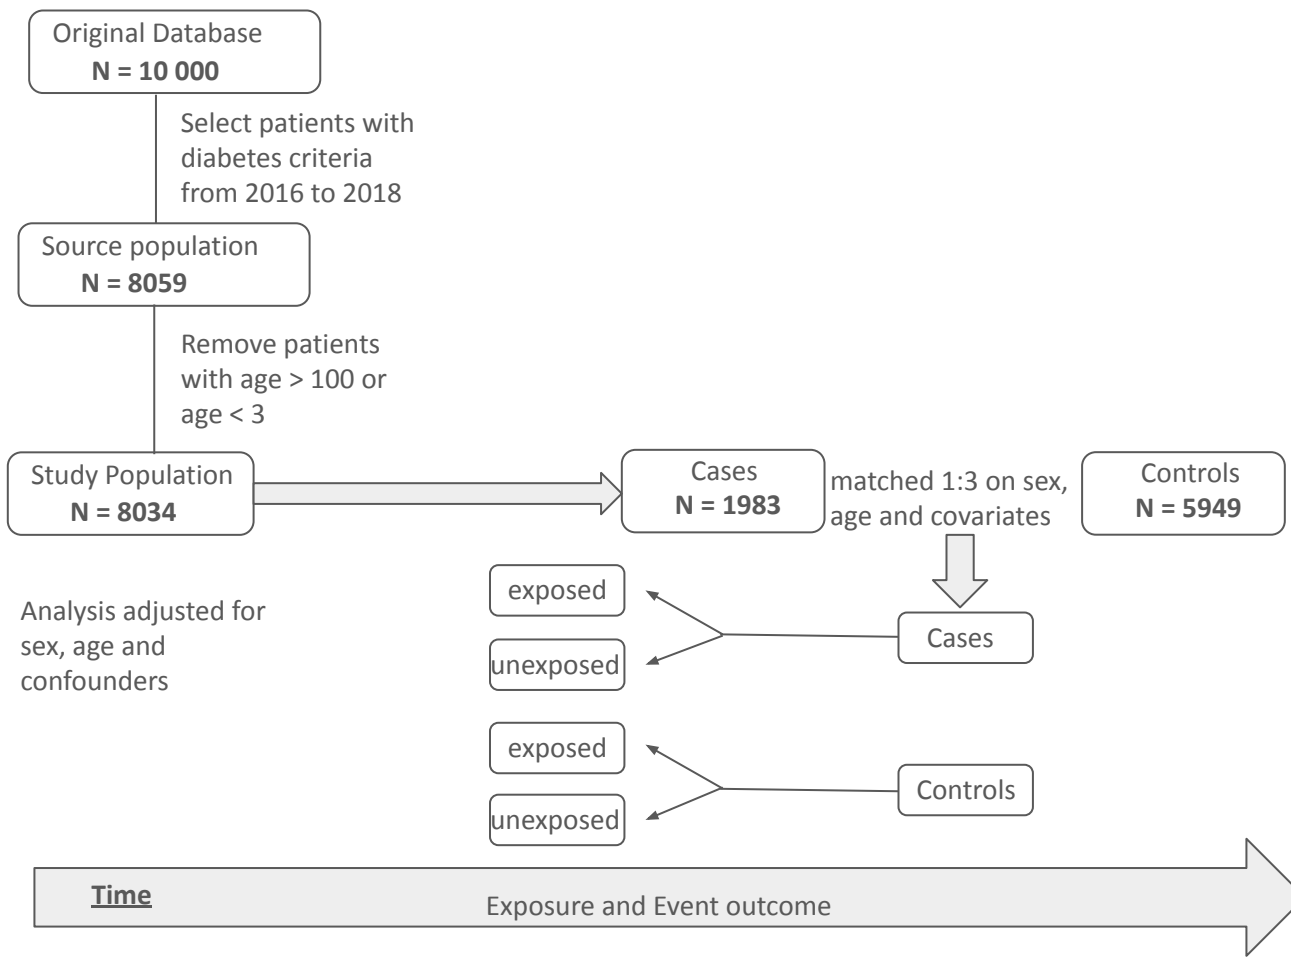 Original Database
N = 10 000
Select patients with
diabetes criteria
from 2016 to 2018
Source population
N = 8059
Remove patients
with age > 100 or
age < 3
Study Population
N = 8034
Cases
N = 1983
matched 1:3 on sex,
age and covariates
Controls
N = 5949
Analysis adjusted for
sex, age and
confounders
exposed
unexposed
Cases
exposed
unexposed
Controls
Time
Exposure and Event outcome